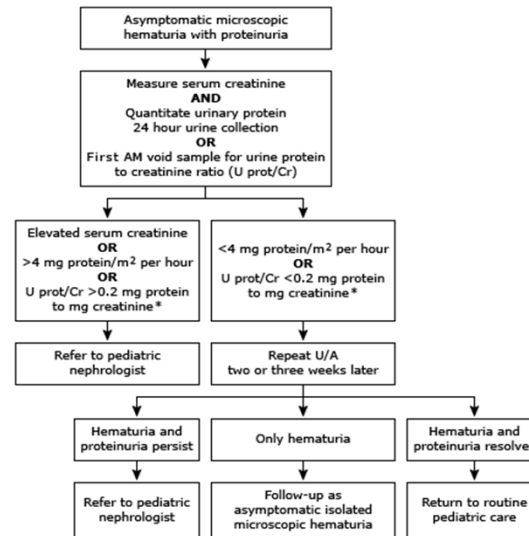 Asymptomatic microscopic
hematuria with proteinuria
Measure serum creatinine
AND
Quantitate urinary protein
24 hour urine collection
OR
First AM void sample for urine protein
to creatinine ratio (U prot/Cr)
Elevated serum creatinine
OR
>4 mg protein/m² per hour
OR
U prot/Cr >0.2 mg protein
to mg creatinine*
<4 mg protein/m² per hour
OR
U prot/Cr <0.2 mg protein
to mg creatinine*
Refer to pediatric
nephrologist
Repeat U/A
two or three weeks later
Hematuria and
proteinuria persist
Only hematuria
Hematuria and
proteinuria resolve
Refer to pediatric
nephrologist
Follow-up as
asymptomatic isolated
microscopic hematuria
Return to routine
pediatric care